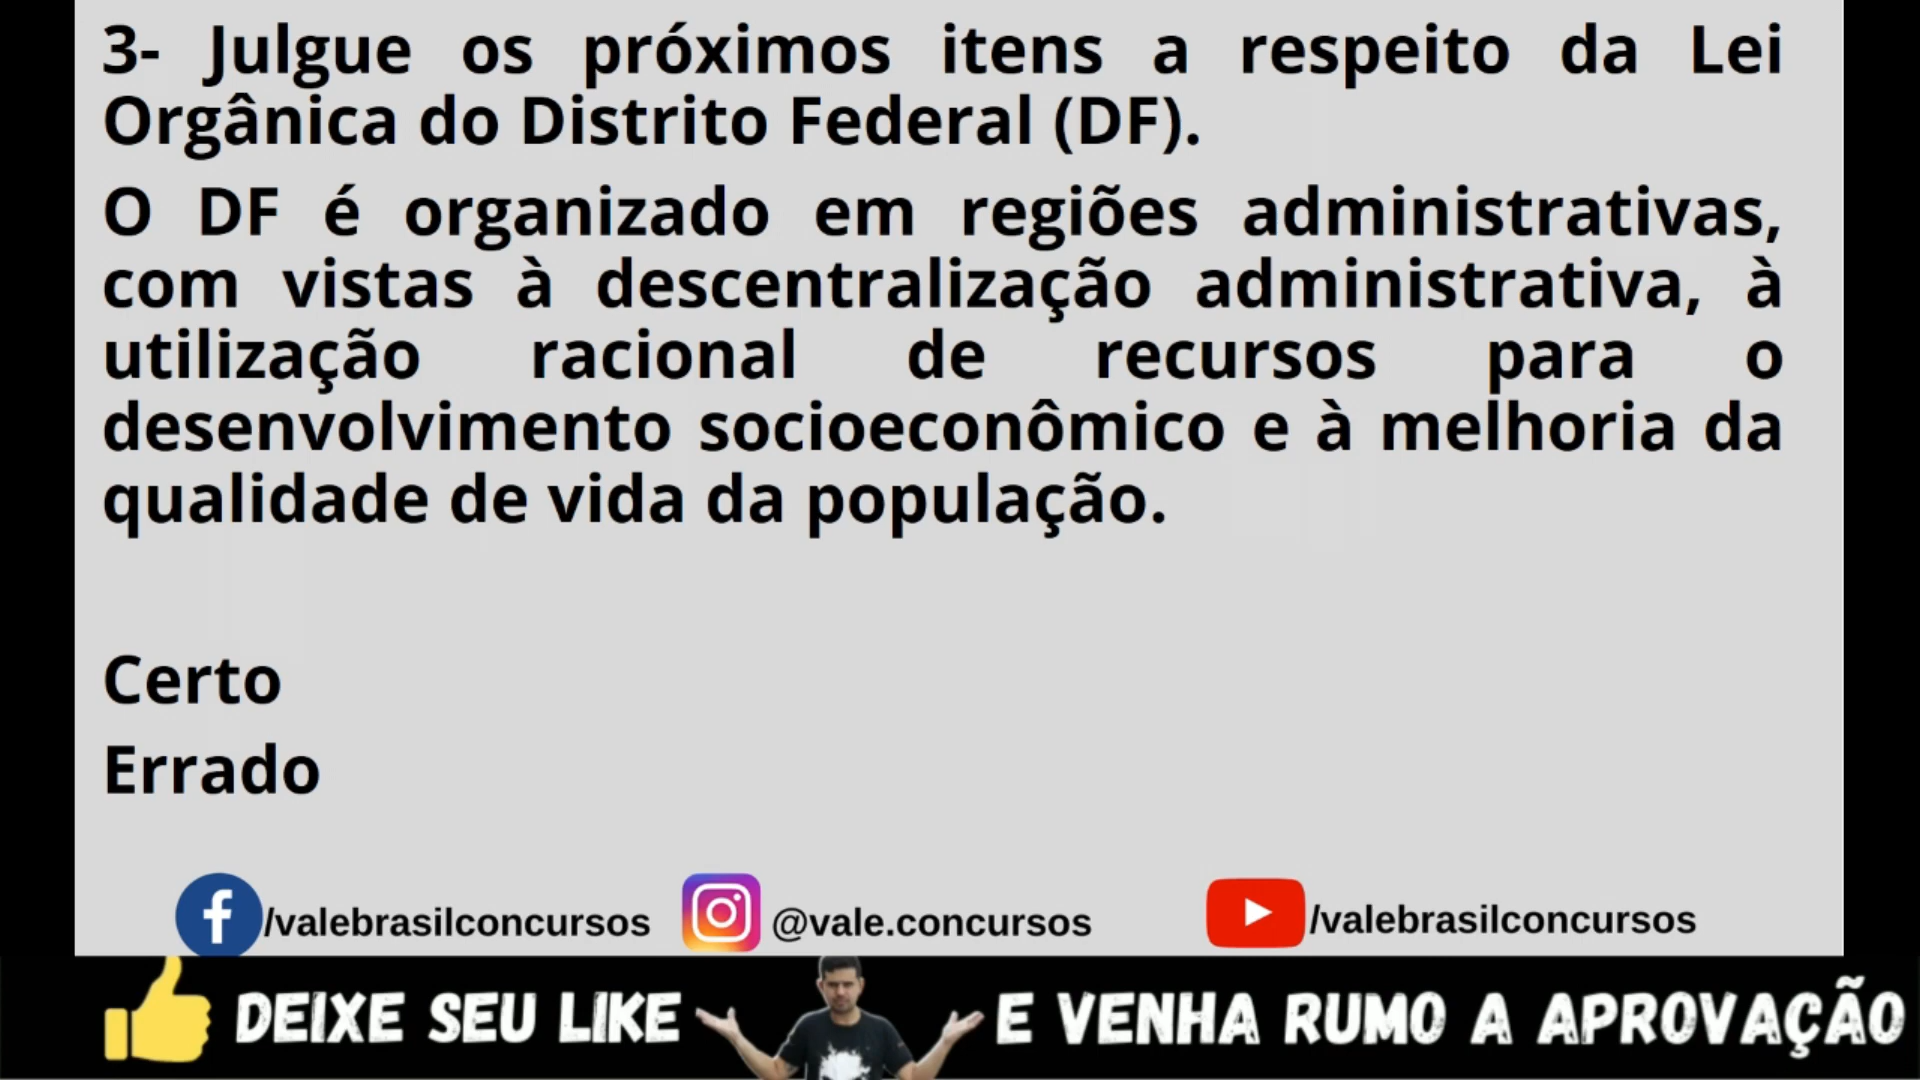 3- Julgue os próximos itens a respeito da Lei
Orgânica do Distrito Federal (DF).
O DF é organizado em regiões administrativas,
com vistas à descentralização administrativa, à
utilização racional de recursos para o
desenvolvimento socioeconômico e à melhoria da
qualidade de vida da população.
Certo
Errado
/valebrasilconcursos @vale.concursos /valebrasilconcursos
DEIXE SEU LIKE E VENHA RUMO A APROVAÇÃO